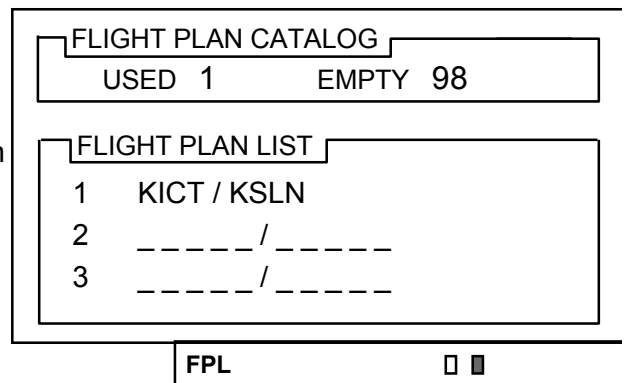 FLIGHT PLAN CATALOG
USED 1 EMPTY 98
n
FLIGHT PLAN LIST
1 KICT / KSLN
2 _ _ _ _ _ / _ _ _ _ _
3 _ _ _ _ _ / _ _ _ _ _
FPL